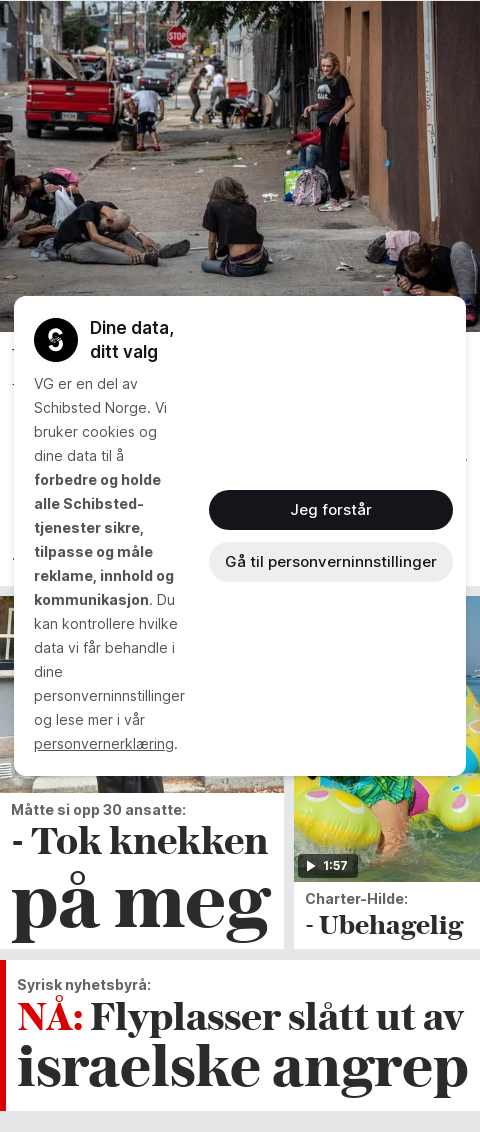 STOP
Dine data,
ditt valg
VG er en del av
Schibsted Norge. Vi
bruker cookies og
dine data til å
forbedre og holde
alle Schibsted-
tjenester sikre,
tilpasse og måle
reklame, innhold og
kommunikasjon. Du
kan kontrollere hvilke
data vi får behandle i
dine
personverninnstillinger
og lese mer i vår
personvernerklæring.
Jeg forstår
Gå til personverninnstillinger
Måtte si opp 30 ansatte:
- Tok knekken
på meg
1:57
Charter-Hilde:
- Ubehagelig
Syrisk nyhetsbyrå:
NÅ: Flyplasser slått ut av
israelske angrep